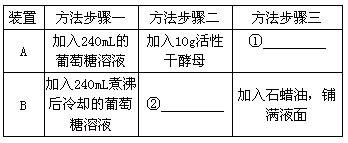 装置 方法步骤一 方法步骤二 方法步骤三
A 加入240mL的葡萄糖溶液 加入10g活性干酵母 ①________
B 加入240mL煮沸后冷却的葡萄糖溶液 ②________ 加入石蜡油，铺满液面